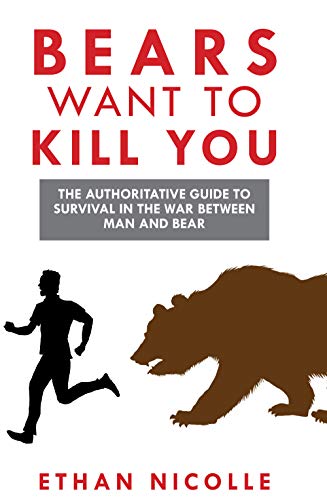 BEARS
WANT TO
KILL YOU
THE AUTHORITATIVE GUIDE TO
SURVIVAL IN THE WAR BETWEEN
MAN AND BEAR
ETHAN NICOLLE